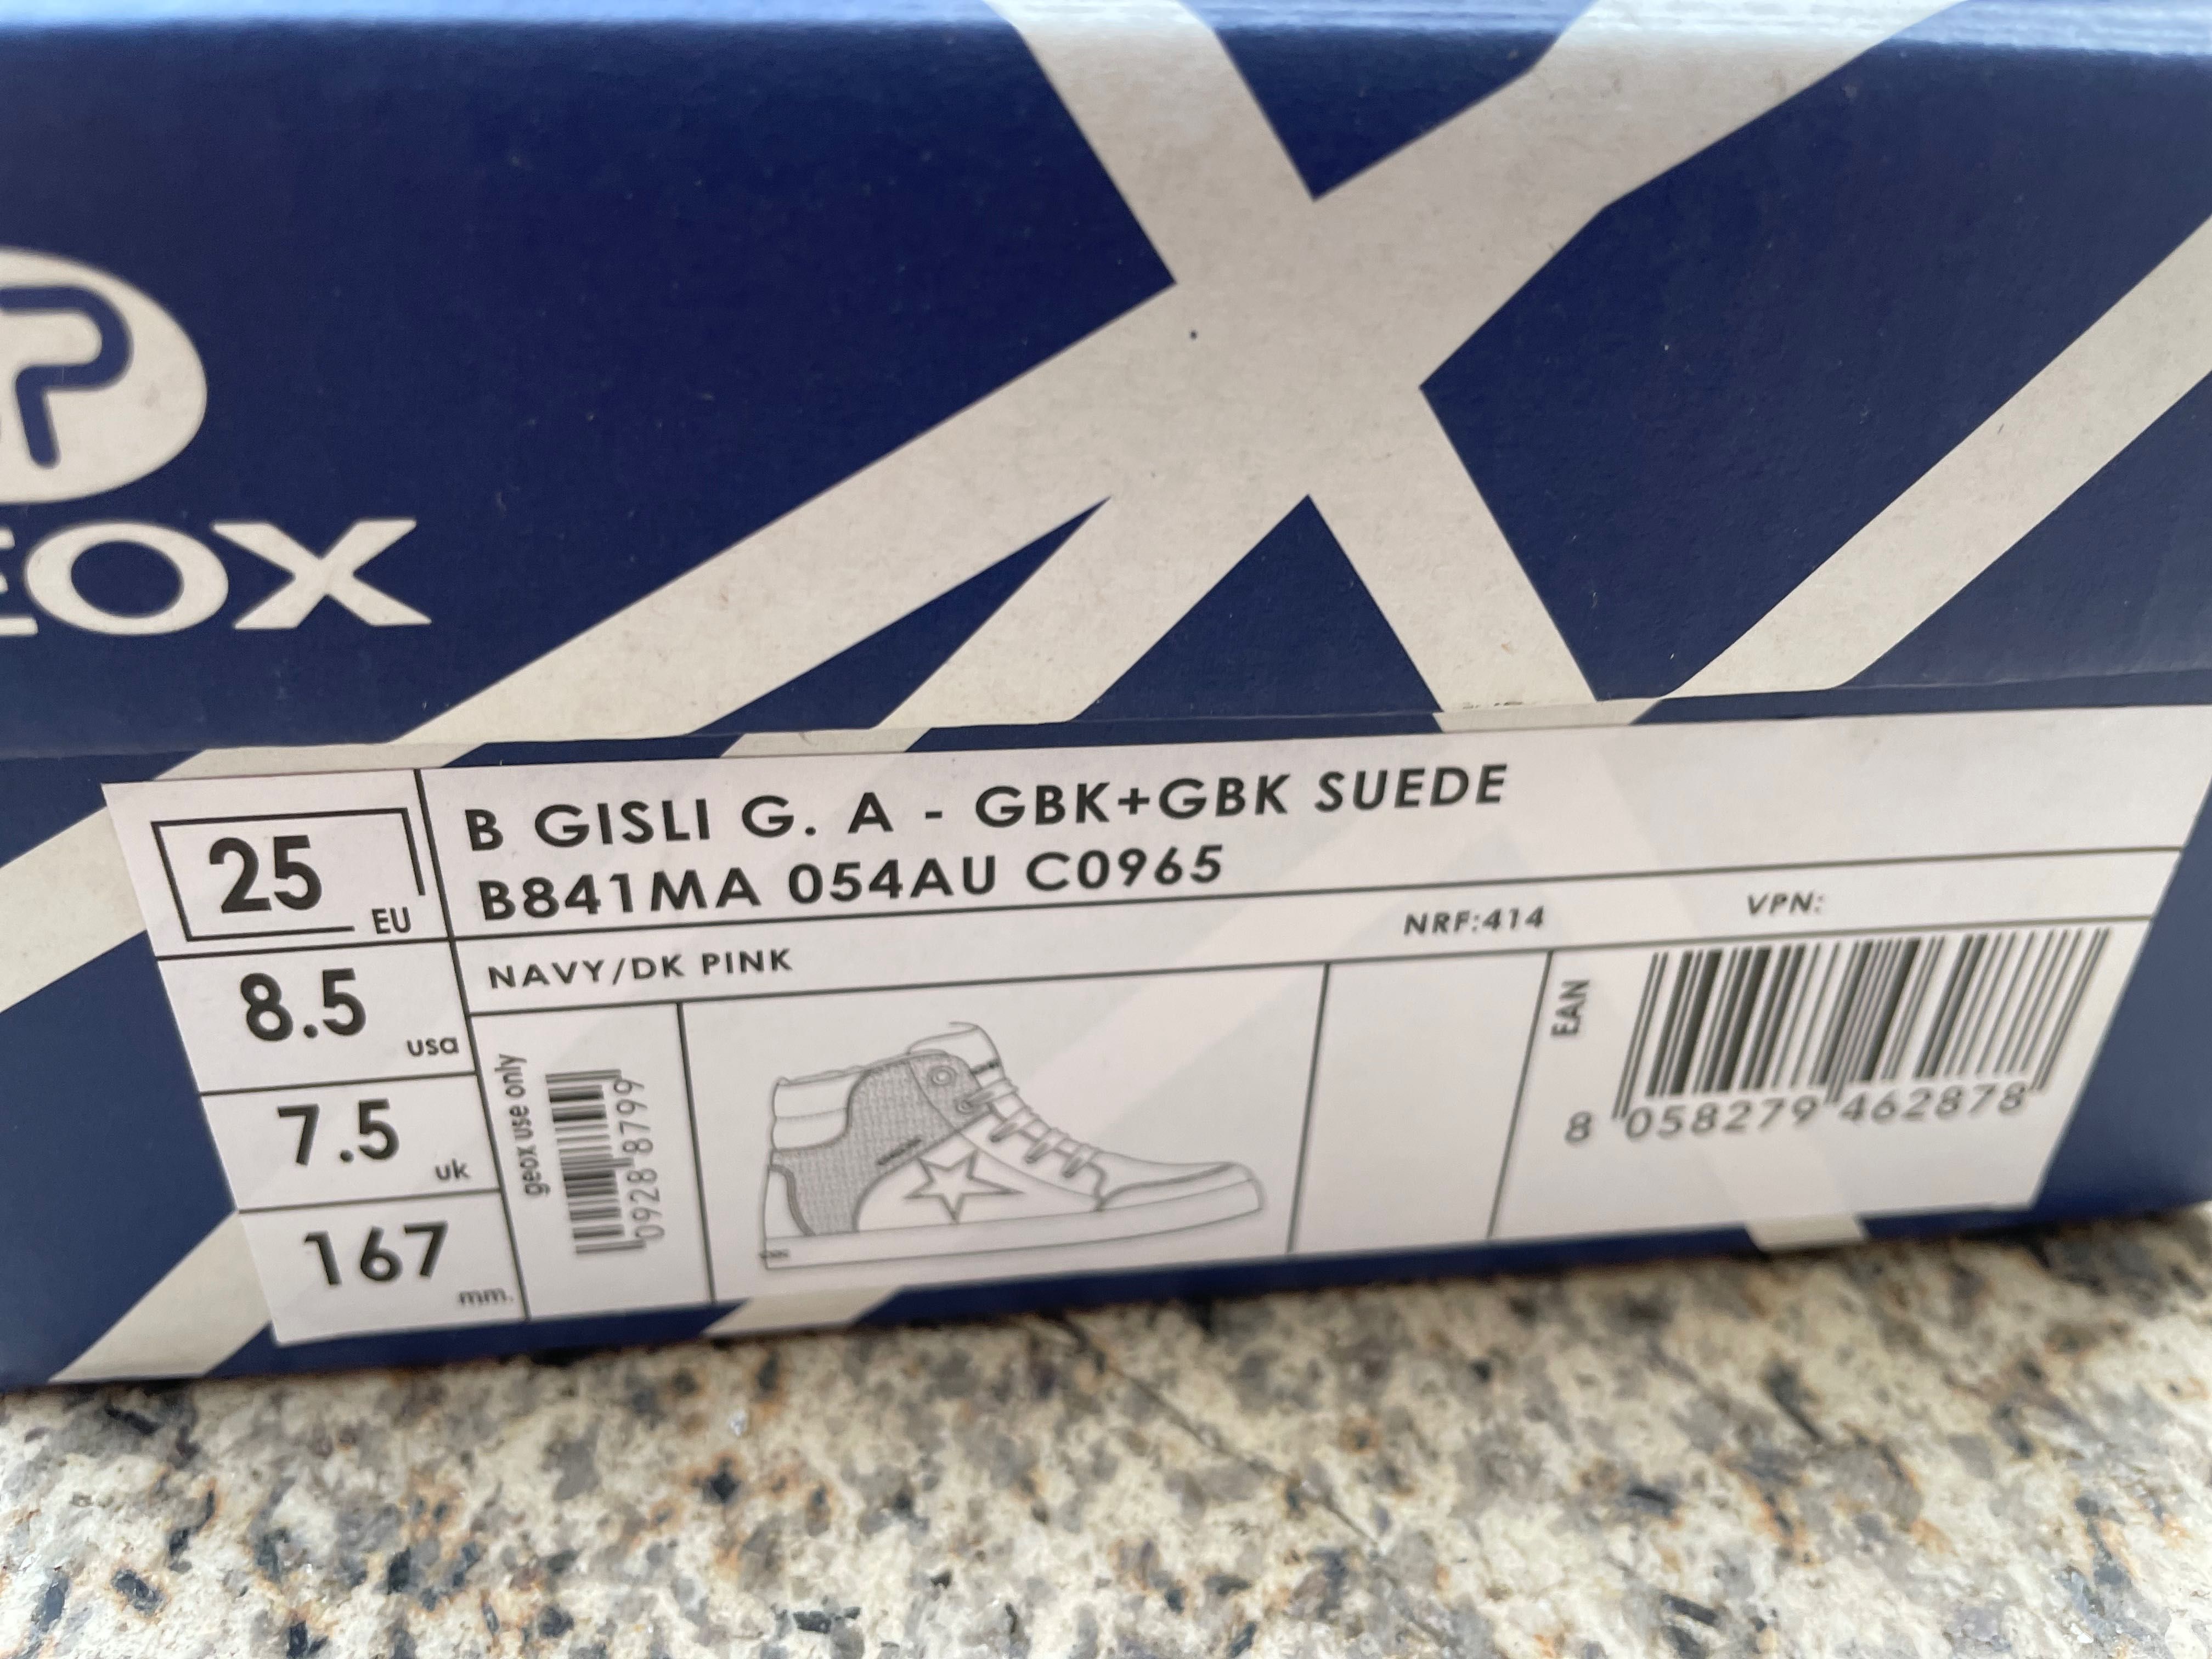 EOX
25 EU
B GISLI G. A - GBK+GBK SUEDE
B841MA 054AU C0965
8.5 usa
NAVY/DK PINK NRF:414 VPN:
7.5 uk
167 mm.
geox use only
0928 8799
EAN
8 058279 462878